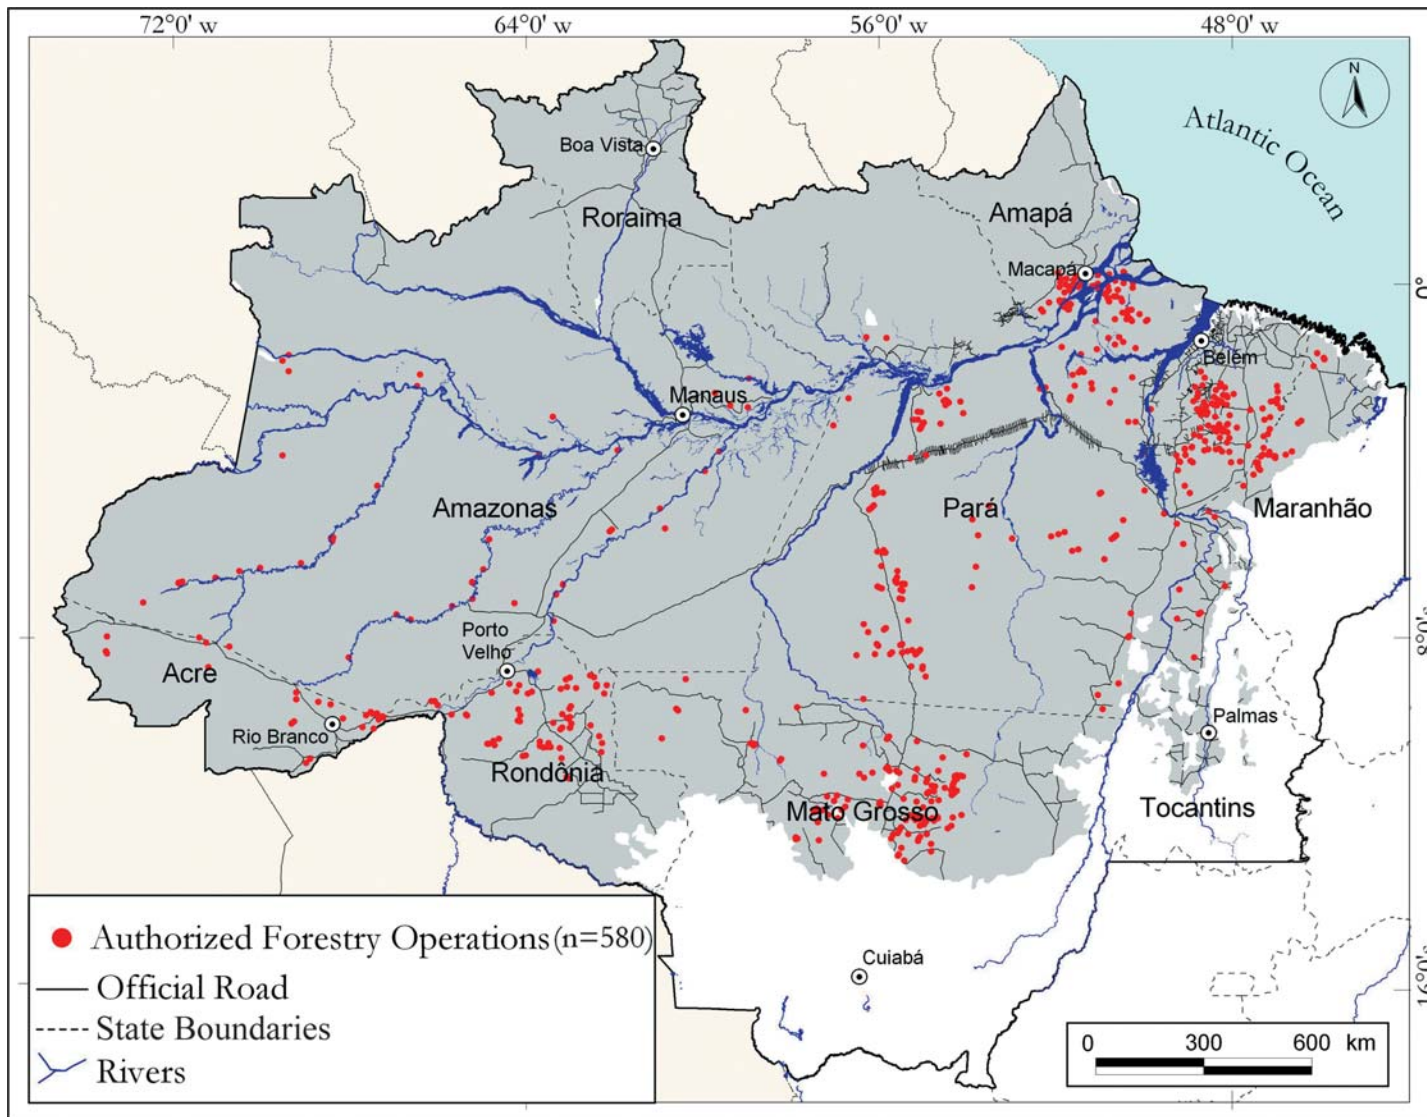 72°0' w
64°0' w
56°0' w
48°0' w
N
Atlantic Ocean
Boa Vista
Roraima
Amapá
Macapá
0°
Belém
Manaus
Amazonas
Pará
Maranhão
Porto
Velho
8°0'
Acre
Rio Branco
Palmas
Rondônia
Mato Grosso
Tocantins
Cuiabá
16°0'
Authorized Forestry Operations (n=580)
Official Road
State Boundaries
Rivers
0 300 600 km